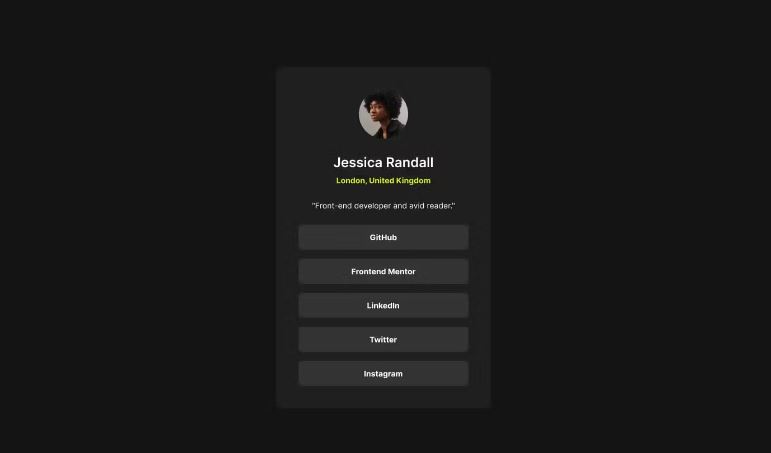 Jessica Randall
London, United Kingdom
"Front-end developer and avid reader."
GitHub
Frontend Mentor
LinkedIn
Twitter
Instagram